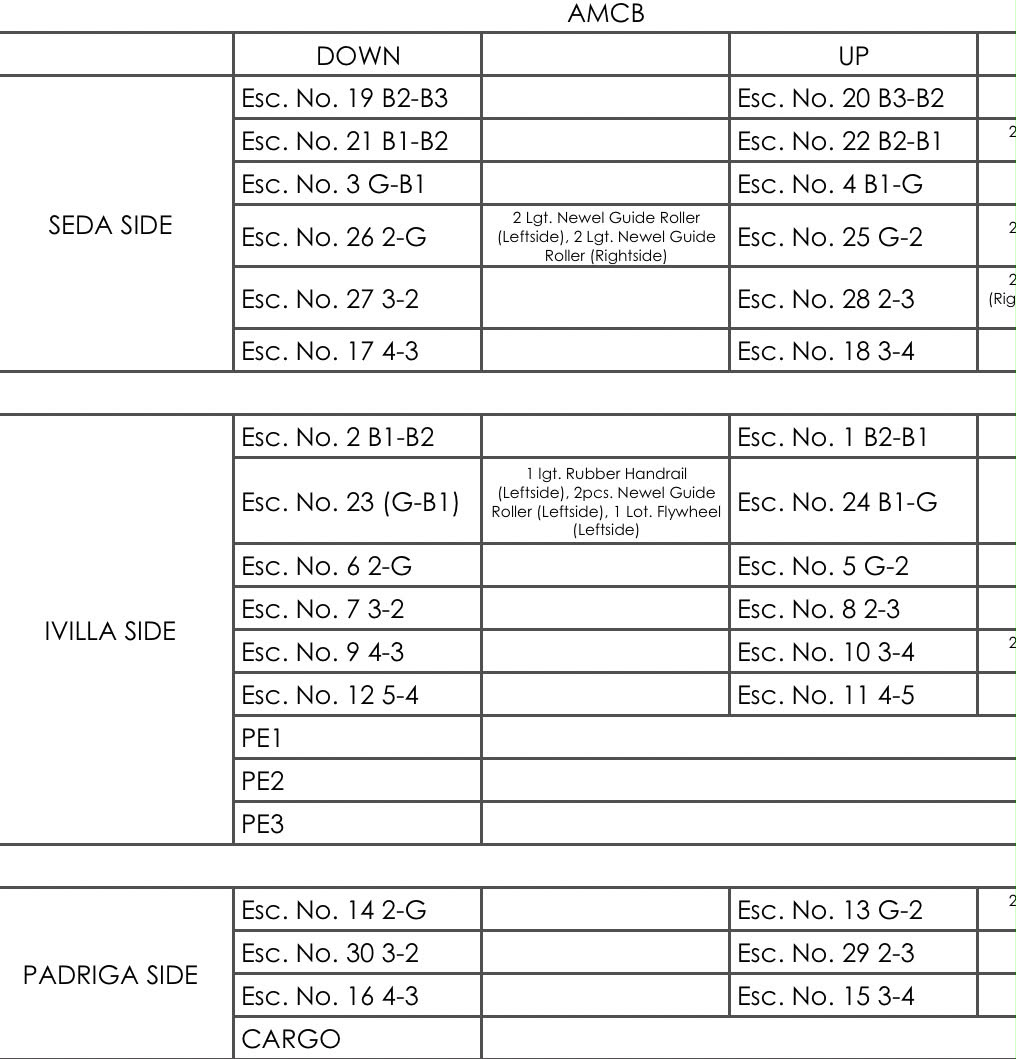 AMCB
DOWN UP
SEDA SIDE
Esc. No. 19 B2-B3 Esc. No. 20 B3-B2
Esc. No. 21 B1-B2 Esc. No. 22 B2-B1 2
Esc. No. 3 G-B1 Esc. No. 4 B1-G
Esc. No. 26 2-G
2 Lgt. Newel Guide Roller
(Leftside), 2 Lgt. Newel Guide
Roller (Rightside)
Esc. No. 25 G-2 2
Esc. No. 27 3-2 Esc. No. 28 2-3 2
(Rig
Esc. No. 17 4-3 Esc. No. 18 3-4
IVILLA SIDE
Esc. No. 2 B1-B2 Esc. No. 1 B2-B1
Esc. No. 23 (G-B1)
1 lgt. Rubber Handrail
(Leftside), 2pcs. Newel Guide
Roller (Leftside), 1 Lot. Flywheel
(Leftside)
Esc. No. 24 B1-G
Esc. No. 6 2-G Esc. No. 5 G-2
Esc. No. 7 3-2 Esc. No. 8 2-3
Esc. No. 9 4-3 Esc. No. 10 3-4 2
Esc. No. 12 5-4 Esc. No. 11 4-5
PE1
PE2
PE3
PADRIGA SIDE
Esc. No. 14 2-G Esc. No. 13 G-2 2
Esc. No. 30 3-2 Esc. No. 29 2-3
Esc. No. 16 4-3 Esc. No. 15 3-4
CARGO